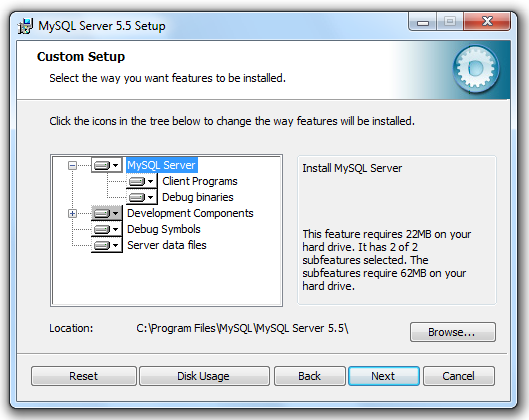 MySQL Server 5.5 Setup
Custom Setup
Select the way you want features to be installed.
Click the icons in the tree below to change the way features will be installed.
MySQL Server
Client Programs
Debug binaries
Development Components
Debug Symbols
Server data files
Install MySQL Server
This feature requires 22MB on your
hard drive. It has 2 of 2
subfeatures selected. The
subfeatures require 62MB on your
hard drive.
Location: C:\Program Files\MySQL\MySQL Server 5.5\
Browse...
Reset Disk Usage Back Next Cancel